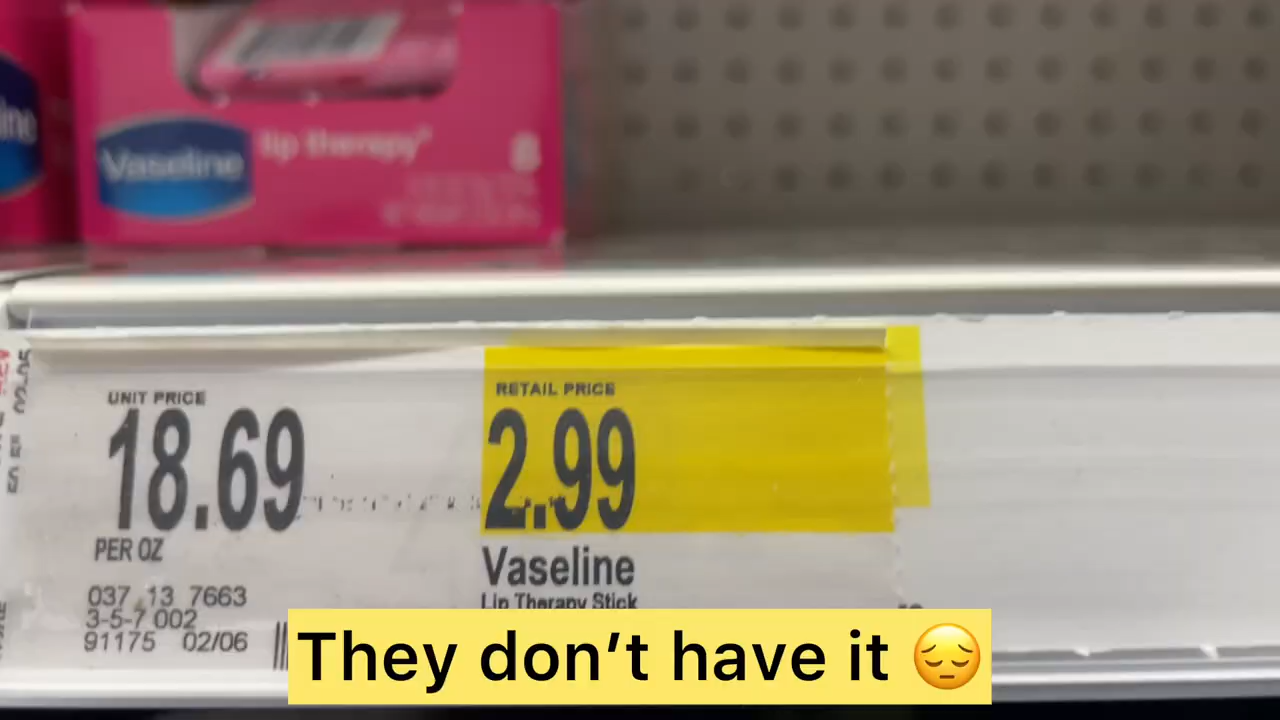 Vaseline
lip therapy
8
UNIT PRICE
18.69
PER OZ
037 13 7663
3-5-7 002
91175 02/06
RETAIL PRICE
2.99
Vaseline
Lip Therapy Stick
They don’t have it 😔